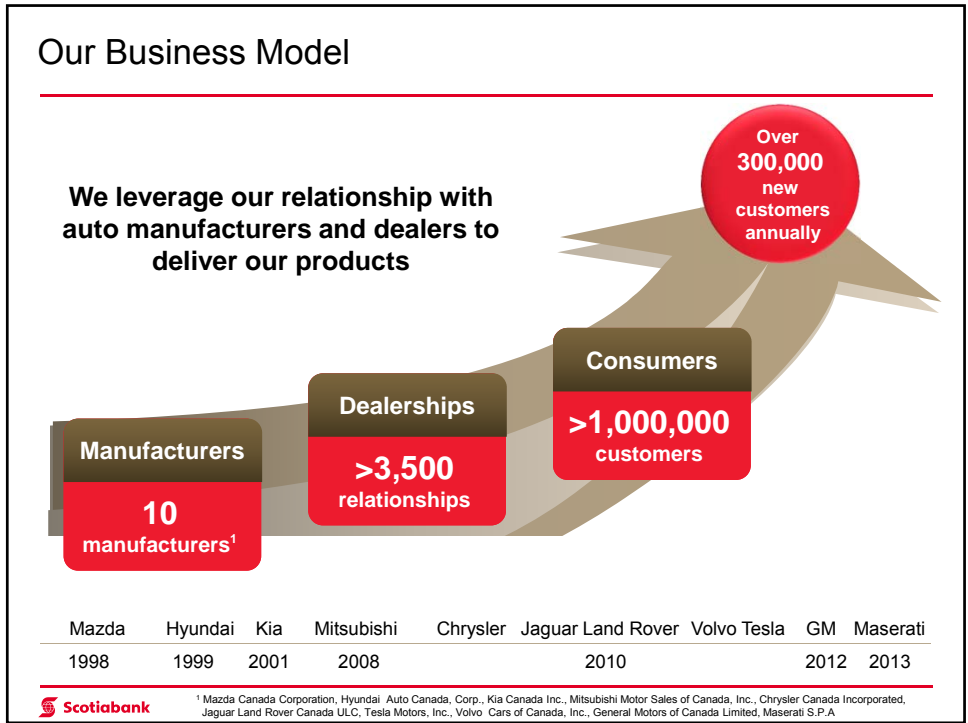 Our Business Model
We leverage our relationship with
auto manufacturers and dealers to
deliver our products
Over
300,000
new
customers
annually
Manufacturers
10
manufacturers¹
Dealerships
>3,500
relationships
Consumers
>1,000,000
customers
Mazda Hyundai Kia Mitsubishi Chrysler Jaguar Land Rover Volvo Tesla GM Maserati
1998 1999 2001 2008 2010 2012 2013
Scotiabank
¹ Mazda Canada Corporation, Hyundai Auto Canada, Corp., Kia Canada Inc., Mitsubishi Motor Sales of Canada, Inc., Chrysler Canada Incorporated,
Jaguar Land Rover Canada ULC, Tesla Motors, Inc., Volvo Cars of Canada, Inc., General Motors of Canada Limited, Maserati S.P.A